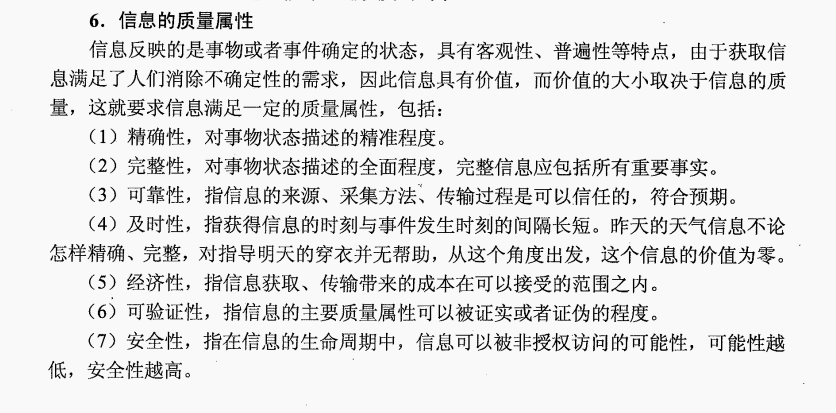 6．信息的质量属性
信息反映的是事物或者事件确定的状态，具有客观性、普遍性等特点，由于获取信
息满足了人们消除不确定性的需求，因此信息具有价值，而价值的大小取决于信息的质
量，这就要求信息满足一定的质量属性，包括：
（1）精确性，对事物状态描述的精准程度。
（2）完整性，对事物状态描述的全面程度，完整信息应包括所有重要事实。
（3）可靠性，指信息的来源、采集方法、传输过程是可以信任的，符合预期。
（4）及时性，指获得信息的时刻与事件发生时刻的间隔长短。昨天的天气信息不论
怎样精确、完整，对指导明天的穿衣并无帮助，从这个角度出发，这个信息的价值为零。
（5）经济性，指信息获取、传输带来的成本在可以接受的范围之内。
（6）可验证性，指信息的主要质量属性可以被证实或者证伪的程度。
（7）安全性，指在信息的生命周期中，信息可以被非授权访问的可能性，可能性越
低，安全性越高。